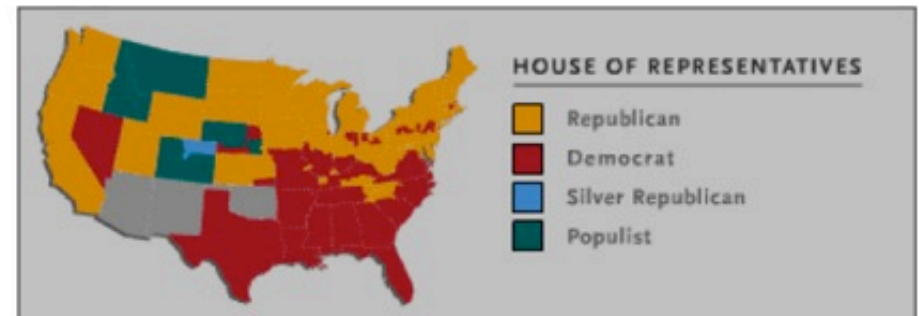 HOUSE OF REPRESENTATIVES
Republican
Democrat
Silver Republican
Populist